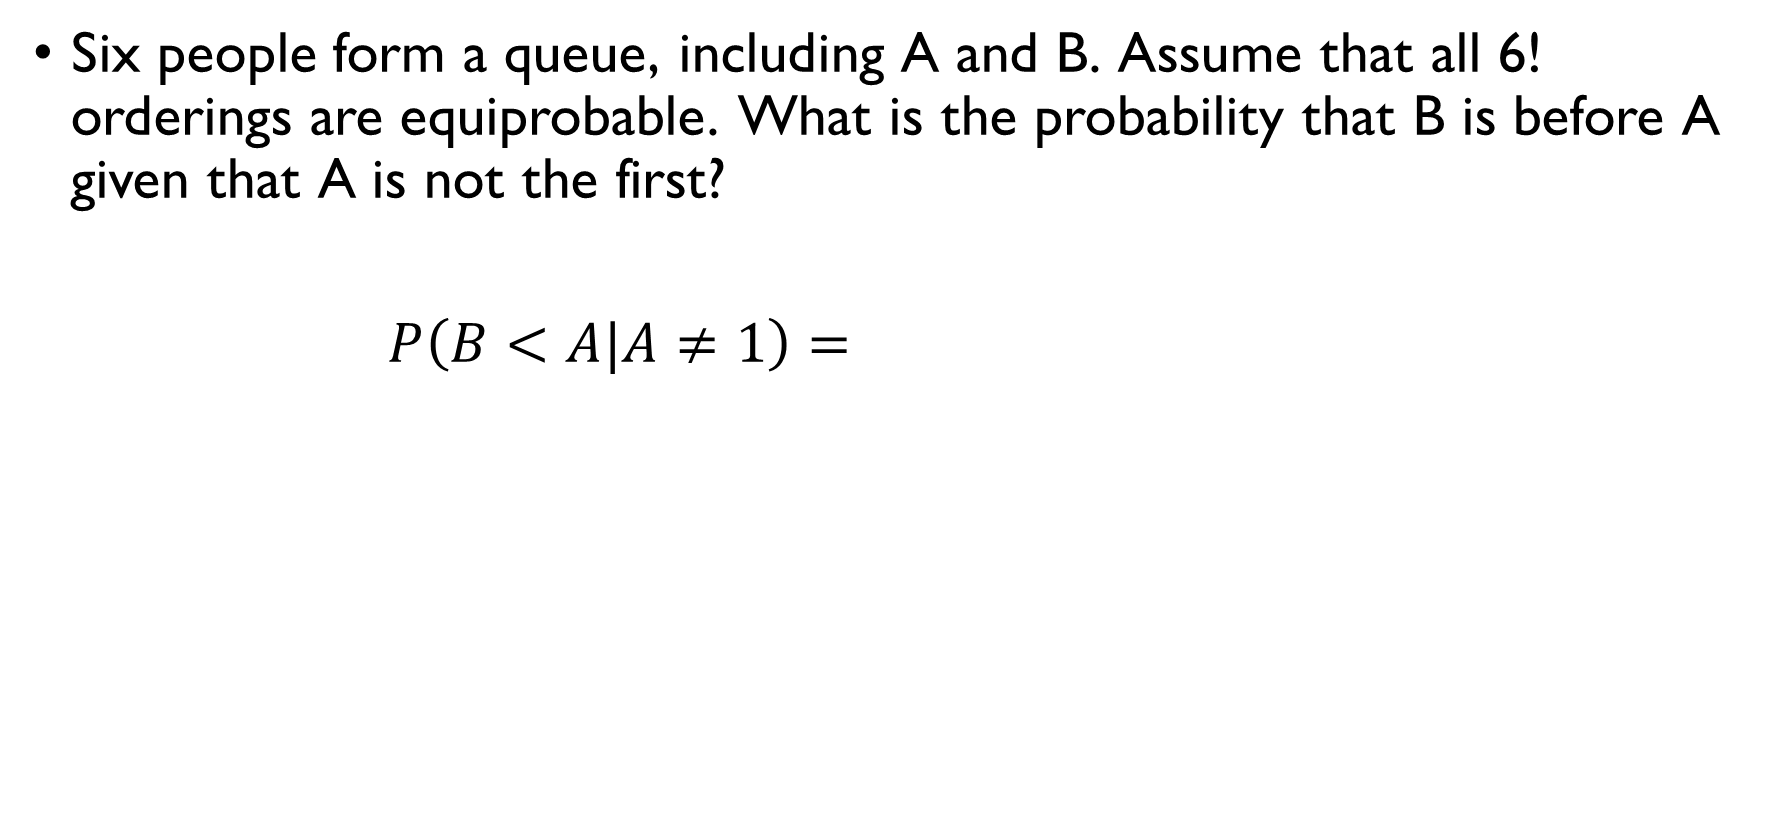 • Six people form a queue, including A and B. Assume that all 6!
orderings are equiprobable. What is the probability that B is before A
given that A is not the first?
P(B < A|A ≠ 1) =